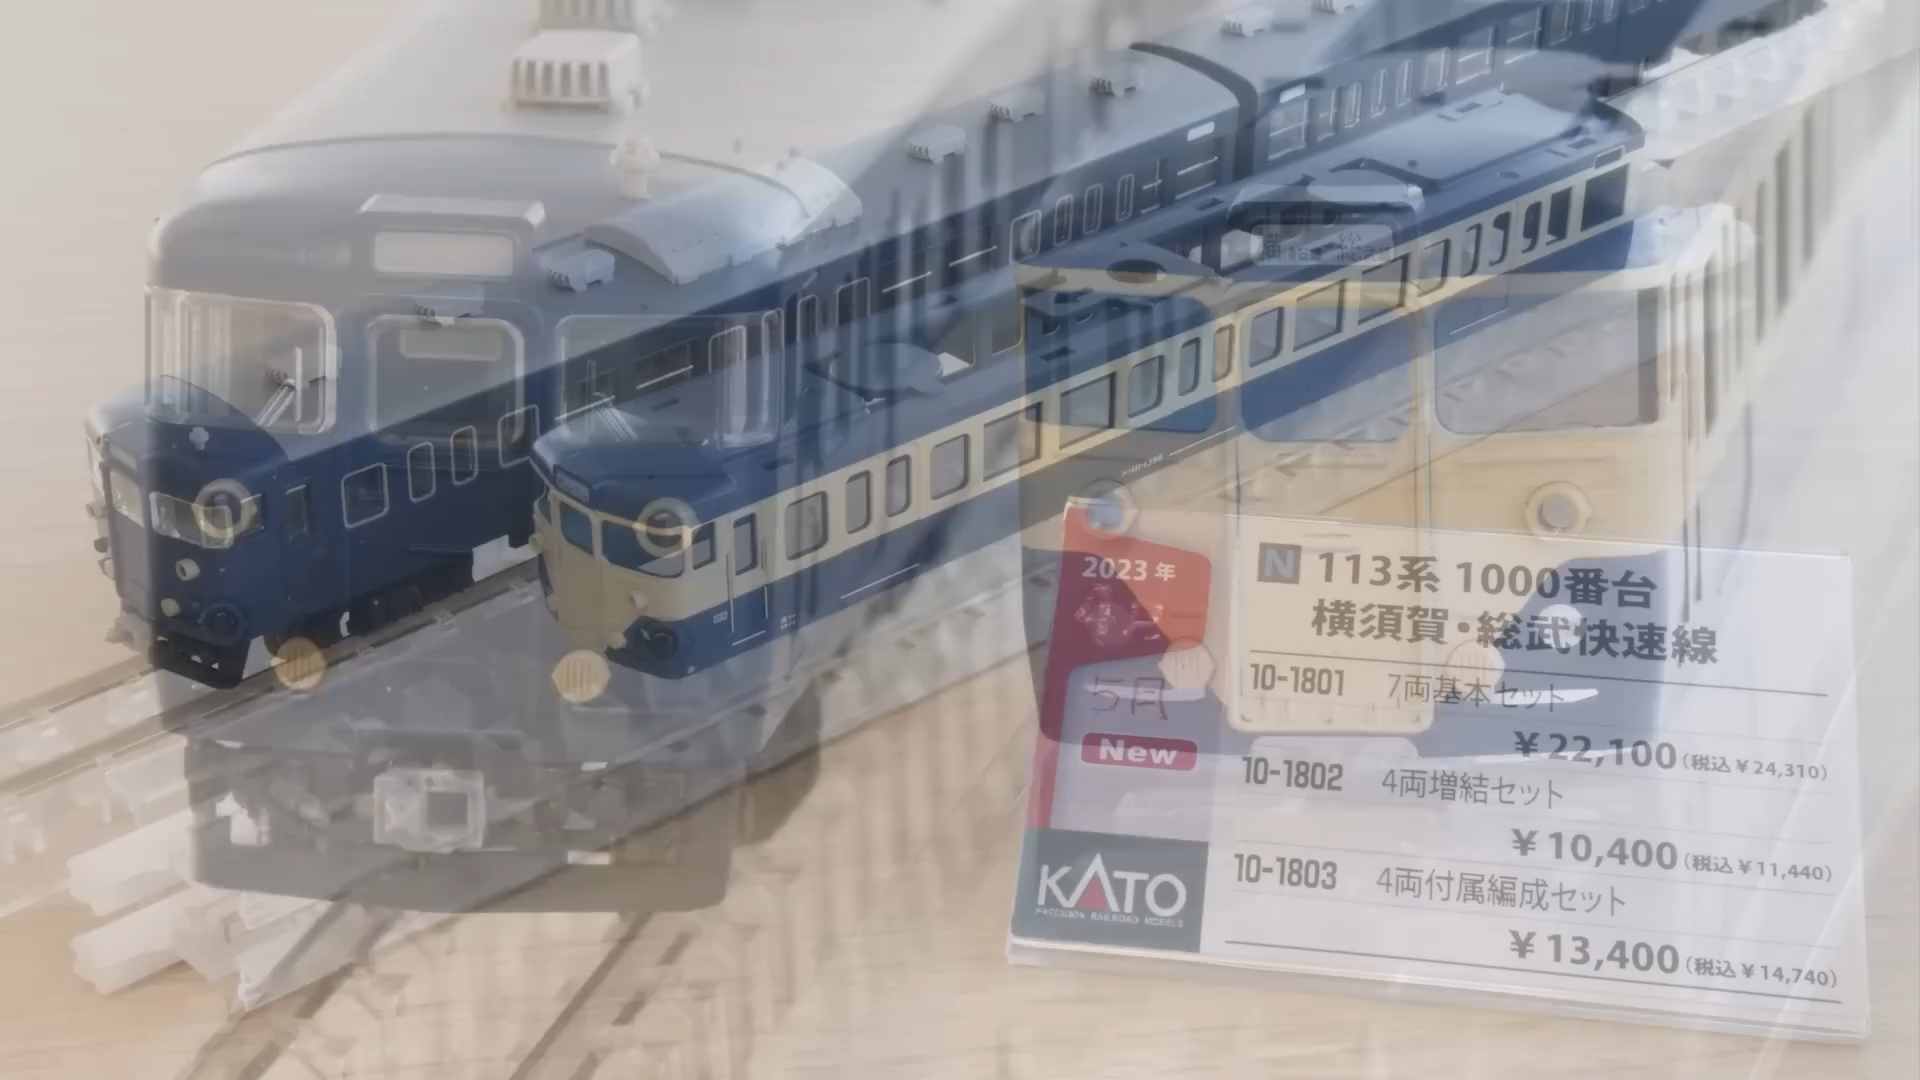 2023年
5月
New
N 113系 1000番台
横須賀・総武快速線
10-1801 7両基本セット
¥22,100(税込¥24,310)
10-1802 4両増結セット
¥10,400(税込¥11,440)
10-1803 4両付属編成セット
¥13,400(税込¥14,740)
KATO
PRECISION RAILROAD MODELS